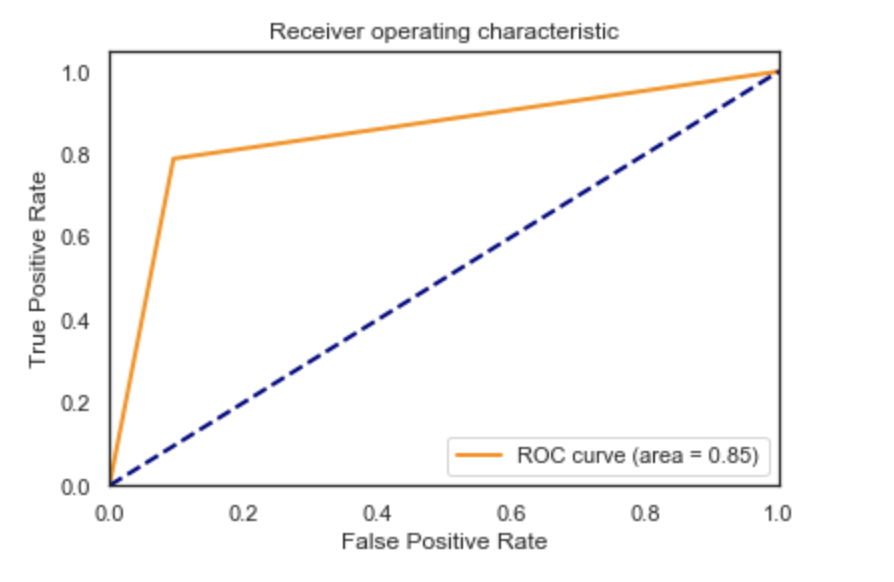 Receiver operating characteristic
1.0
0.8
0.6
0.4
0.2
0.0
True Positive Rate
ROC curve (area = 0.85)
0.0 0.2 0.4 0.6 0.8 1.0
False Positive Rate